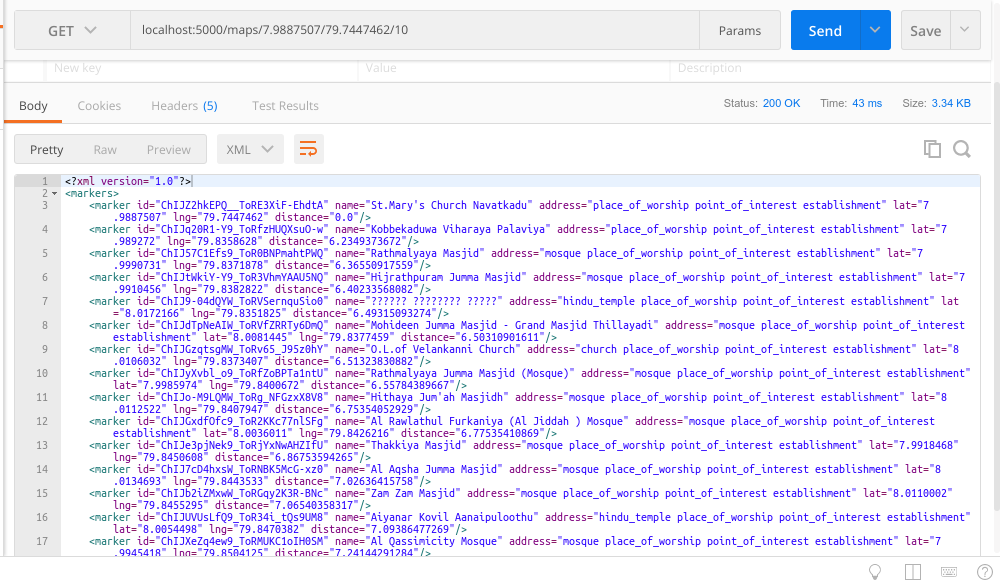 GET
localhost:5000/maps/7.9887507/79.7447462/10
Params
Send
Save
New key
Value
Description
Body
Cookies
Headers (5)
Test Results
Status: 200 OK
Time: 43 ms
Size: 3.34 KB
Pretty
Raw
Preview
XML
1 <?xml version="1.0"?>
2 <markers>
3 <marker id="ChIJZ2hkEPQ__ToRE3XiF-EhdtA" name="St.Mary's Church Navatkadu" address="place_of_worship point_of_interest establishment" lat="7
.9887507" lng="79.7447462" distance="0.0"/>
4 <marker id="ChIJq20R1-Y9_ToRfzHUQXsuO-w" name="Kobbekaduwa Viharaya Palaviya" address="place_of_worship point_of_interest establishment" lat="7
.989272" lng="79.8358628" distance="6.2349373672"/>
5 <marker id="ChIJ57C1Efs9_ToR0BNPmahtPWQ" name="Rathmalyaya Masjid" address="mosque place_of_worship point_of_interest establishment" lat="7
.9990731" lng="79.8371878" distance="6.36550917559"/>
6 <marker id="ChIJtWkiY-Y9_ToR3VhmYAAU5NQ" name="Hijrathpuram Jumma Masjid" address="mosque place_of_worship point_of_interest establishment" lat="7
.9910456" lng="79.8382822" distance="6.40233568082"/>
7 <marker id="ChIJ9-04dQYW_ToRVSernquSio0" name="?????? ???????? ?????" address="hindu_temple place_of_worship point_of_interest establishment" lat
="8.0172166" lng="79.8351825" distance="6.49315093274"/>
8 <marker id="ChIJdTpNeAIW_ToRVfZRRTy6DmQ" name="Mohideen Jumma Masjid - Grand Masjid Thillayadi" address="mosque place_of_worship point_of_interest
establishment" lat="8.0081445" lng="79.8377459" distance="6.50310901611"/>
9 <marker id="ChIJGzqtsgMW_ToRv65_J95z0hY" name="O.L.of Velankanni Church" address="church place_of_worship point_of_interest establishment" lat="8
.0106032" lng="79.8373407" distance="6.51323830882"/>
10 <marker id="ChIJyXvbl_o9_ToRfZoBPTa1ntU" name="Rathmalyaya Jumma Masjid (Mosque)" address="mosque place_of_worship point_of_interest establishment"
lat="7.9985974" lng="79.8400672" distance="6.55784389667"/>
11 <marker id="ChIJo-M9LQMW_ToRg_NFGzxX8V8" name="Hithaya Jum'ah Masjidh" address="mosque place_of_worship point_of_interest establishment" lat="8
.0112522" lng="79.8407947" distance="6.75354052929"/>
12 <marker id="ChIJGxdfOfc9_ToR2KKc77nlSFg" name="Al Rawlathul Furkaniya (Al Jiddah ) Mosque" address="mosque place_of_worship point_of_interest
establishment" lat="8.0036011" lng="79.8426216" distance="6.77535410869"/>
13 <marker id="ChIJe3pjNek9_ToRjYxNwAHZIfU" name="Thakkiya Masjid" address="mosque place_of_worship point_of_interest establishment" lat="7.9918468"
lng="79.8450608" distance="6.86753594265"/>
14 <marker id="ChIJ7cD4hxsW_ToRNBK5McG-xz0" name="Al Aqsha Jumma Masjid" address="mosque place_of_worship point_of_interest establishment" lat="8
.0134693" lng="79.8443533" distance="7.02636415758"/>
15 <marker id="ChIJb2iZMxwW_ToRGqy2K3R-BNc" name="Zam Zam Masjid" address="mosque place_of_worship point_of_interest establishment" lat="8.0110002"
lng="79.8455295" distance="7.06540358317"/>
16 <marker id="ChIJUVUsLfQ9_ToR34i_tQs9UM8" name="Aiyanar Kovil Aanaipuloothu" address="hindu_temple place_of_worship point_of_interest establishment"
lat="8.0054498" lng="79.8470382" distance="7.09386477269"/>
17 <marker id="ChIJXeZq4ew9_ToRMUKC1oIH0SM" name="Al Qassimicity Mosque" address="mosque place_of_worship point_of_interest establishment" lat="7
.9945418" lng="79.8504125" distance="7.24144291284"/>